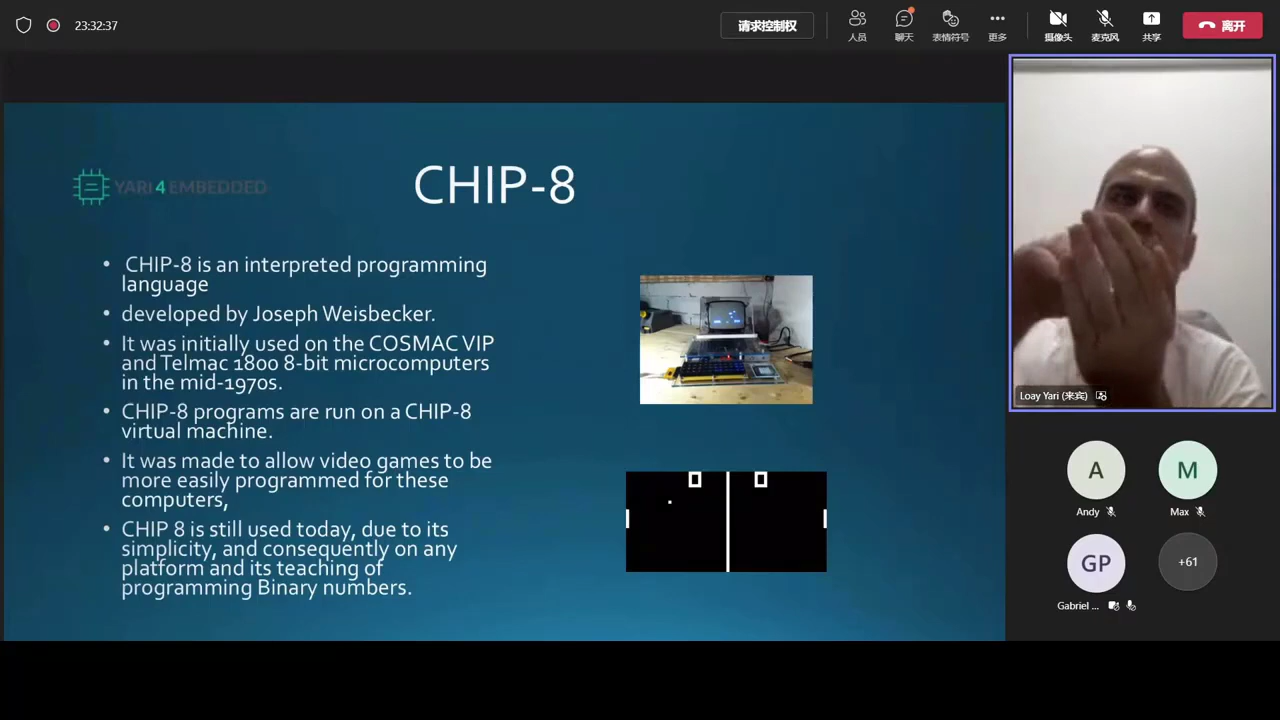 23:32:37
请求控制权
人员
聊天
表情符号
更多
摄像头
麦克风
共享
离开
YARI 4 EMBEDDED
CHIP-8
• CHIP-8 is an interpreted programming
language
• developed by Joseph Weisbecker.
• It was initially used on the COSMAC VIP
and Telmac 1800 8-bit microcomputers
in the mid-1970s.
• CHIP-8 programs are run on a CHIP-8
virtual machine.
• It was made to allow video games to be
more easily programmed for these
computers,
• CHIP 8 is still used today, due to its
simplicity, and consequently on any
platform and its teaching of
programming Binary numbers.
0 0
Loay Yari (来宾)
A
M
Andy
Max
GP
+61
Gabriel ...